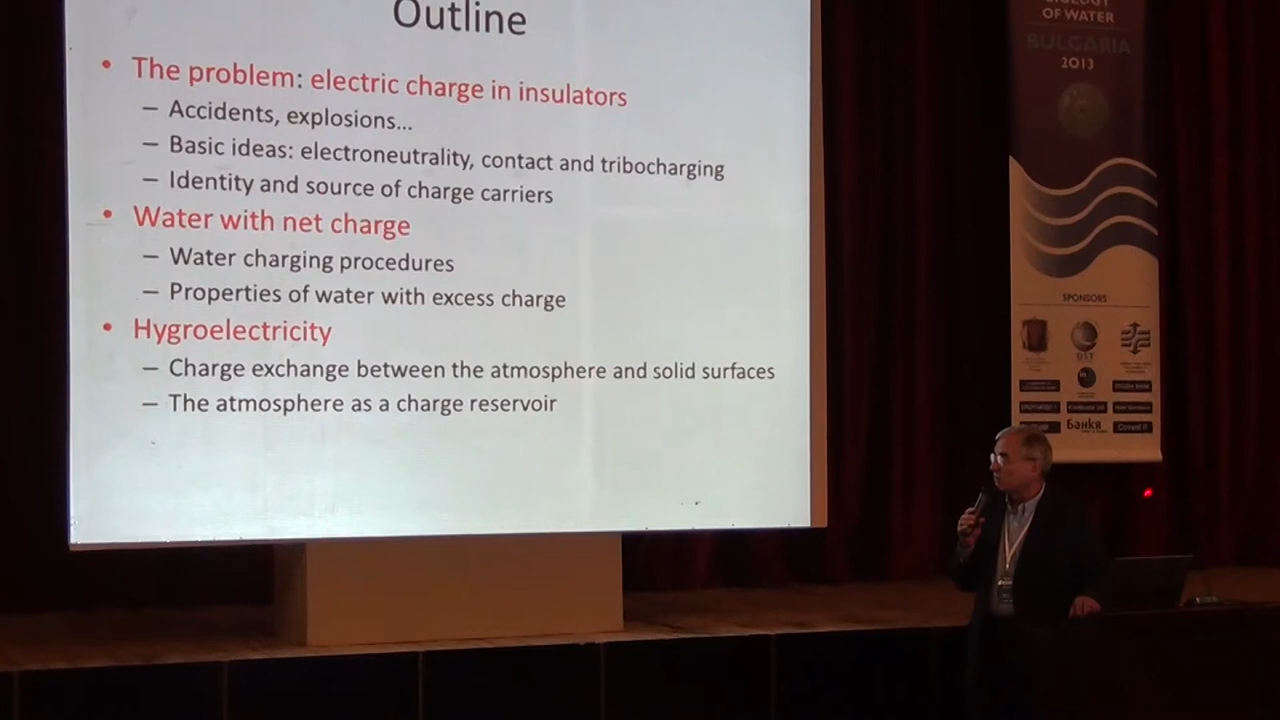 Outline
• The problem: electric charge in insulators
– Accidents, explosions...
– Basic ideas: electroneutrality, contact and tribocharging
– Identity and source of charge carriers
• Water with net charge
– Water charging procedures
– Properties of water with excess charge
• Hygroelectricity
– Charge exchange between the atmosphere and solid surfaces
– The atmosphere as a charge reservoir
OF WATER
BULGARIA
2013
SPONSORS
Банкя